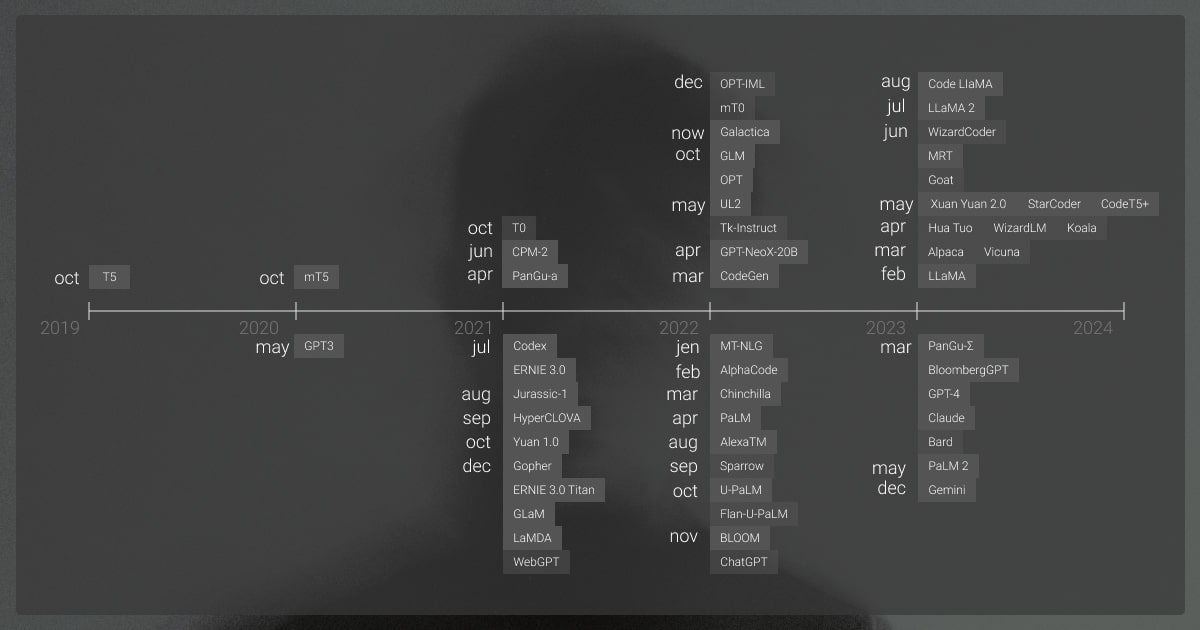 dec OPT-IML
mT0
now Galactica
oct GLM
OPT
may UL2
Tk-Instruct
apr GPT-NeoX-20B
mar CodeGen
aug Code LlaMA
jul LLaMA 2
jun WizardCoder
MRT
Goat
may Xuan Yuan 2.0 StarCoder CodeT5+
apr Hua Tuo WizardLM Koala
mar Alpaca Vicuna
feb LLaMA
oct T0
jun CPM-2
apr PanGu-a
oct T5
oct mT5
2019 2020 2021 2022 2023 2024
may GPT3
jul Codex
ERNIE 3.0
aug Jurassic-1
sep HyperCLOVA
oct Yuan 1.0
dec Gopher
ERNIE 3.0 Titan
GLaM
LaMDA
WebGPT
jen MT-NLG
feb AlphaCode
mar Chinchilla
apr PaLM
aug AlexaTM
sep Sparrow
oct U-PaLM
Flan-U-PaLM
nov BLOOM
ChatGPT
mar PanGu-Σ
BloombergGPT
GPT-4
Claude
Bard
may PaLM 2
dec Gemini